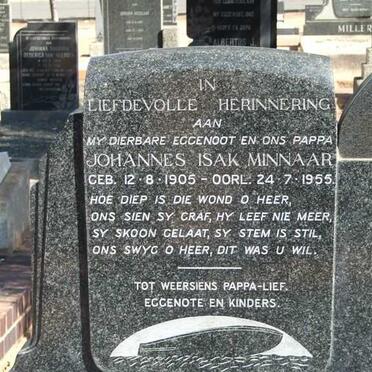 IN
LIEFDEVOLLE HERINNERING
AAN
MY DIERBARE EGGENOOT EN ONS PAPPA
JOHANNES ISAK MINNAAR
GEB. 12·8·1905 - OORL. 24·7·1955.
HOE DIEP IS DIE WOND O HEER,
ONS SIEN SY GRAF, HY LEEF NIE MEER,
SY SKOON GELAAT, SY STEM IS STIL,
ONS SWYG O HEER, DIT WAS U WIL.
TOT WEERSIENS PAPPA-LIEF.
EGGENOTE EN KINDERS.
MILLER